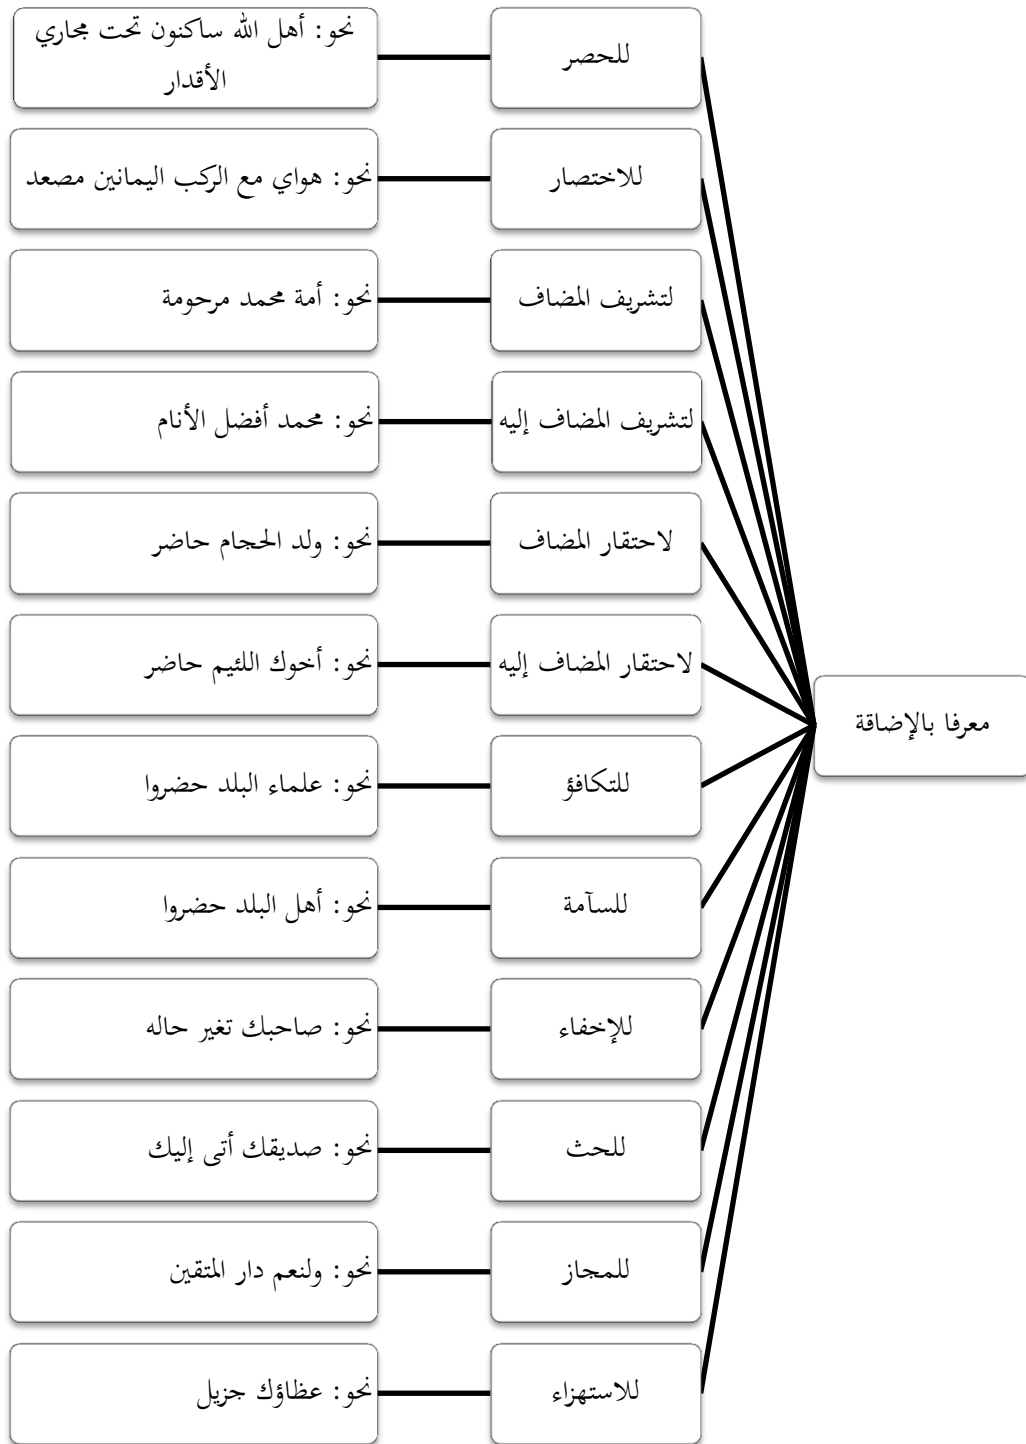 معرفا بالإضاقة
للحصر
نحو: أهل الله ساكنون تحت مجاري
الأقدار
للاختصار
نحو: هواي مع الركب اليمانين مصعد
لتشريف المضاف
نحو: أمة محمد مرحومة
لتشريف المضاف إليه
نحو: محمد أفضل الأنام
لاحتقار المضاف
نحو: ولد الحجام حاضر
لاحتقار المضاف إليه
نحو: أخوك اللئيم حاضر
للتكافؤ
نحو: علماء البلد حضروا
للسآمة
نحو: أهل البلد حضروا
للإخفاء
نحو: صاحبك تغير حاله
للحث
نحو: صديقك أتى إليك
للمجاز
نحو: ولنعم دار المتقين
للاستهزاء
نحو: عظاؤك جزيل